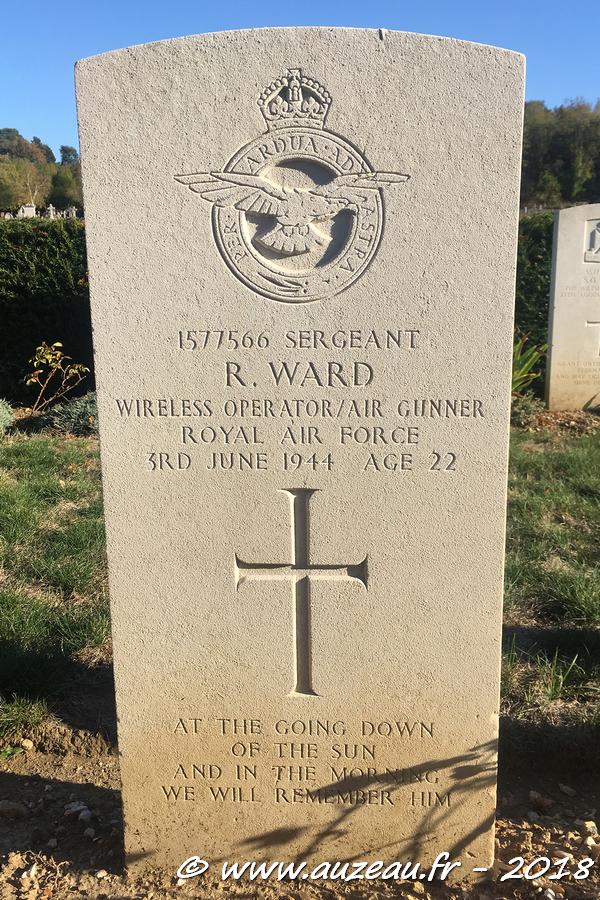 PER · ARDUA · AD ASTRA
1577566 SERGEANT
R. WARD
WIRELESS OPERATOR/AIR GUNNER
ROYAL AIR FORCE
3RD JUNE 1944 AGE 22
AT THE GOING DOWN
OF THE SUN
AND IN THE MORNING
WE WILL REMEMBER HIM
© www.auzeau.fr - 2018